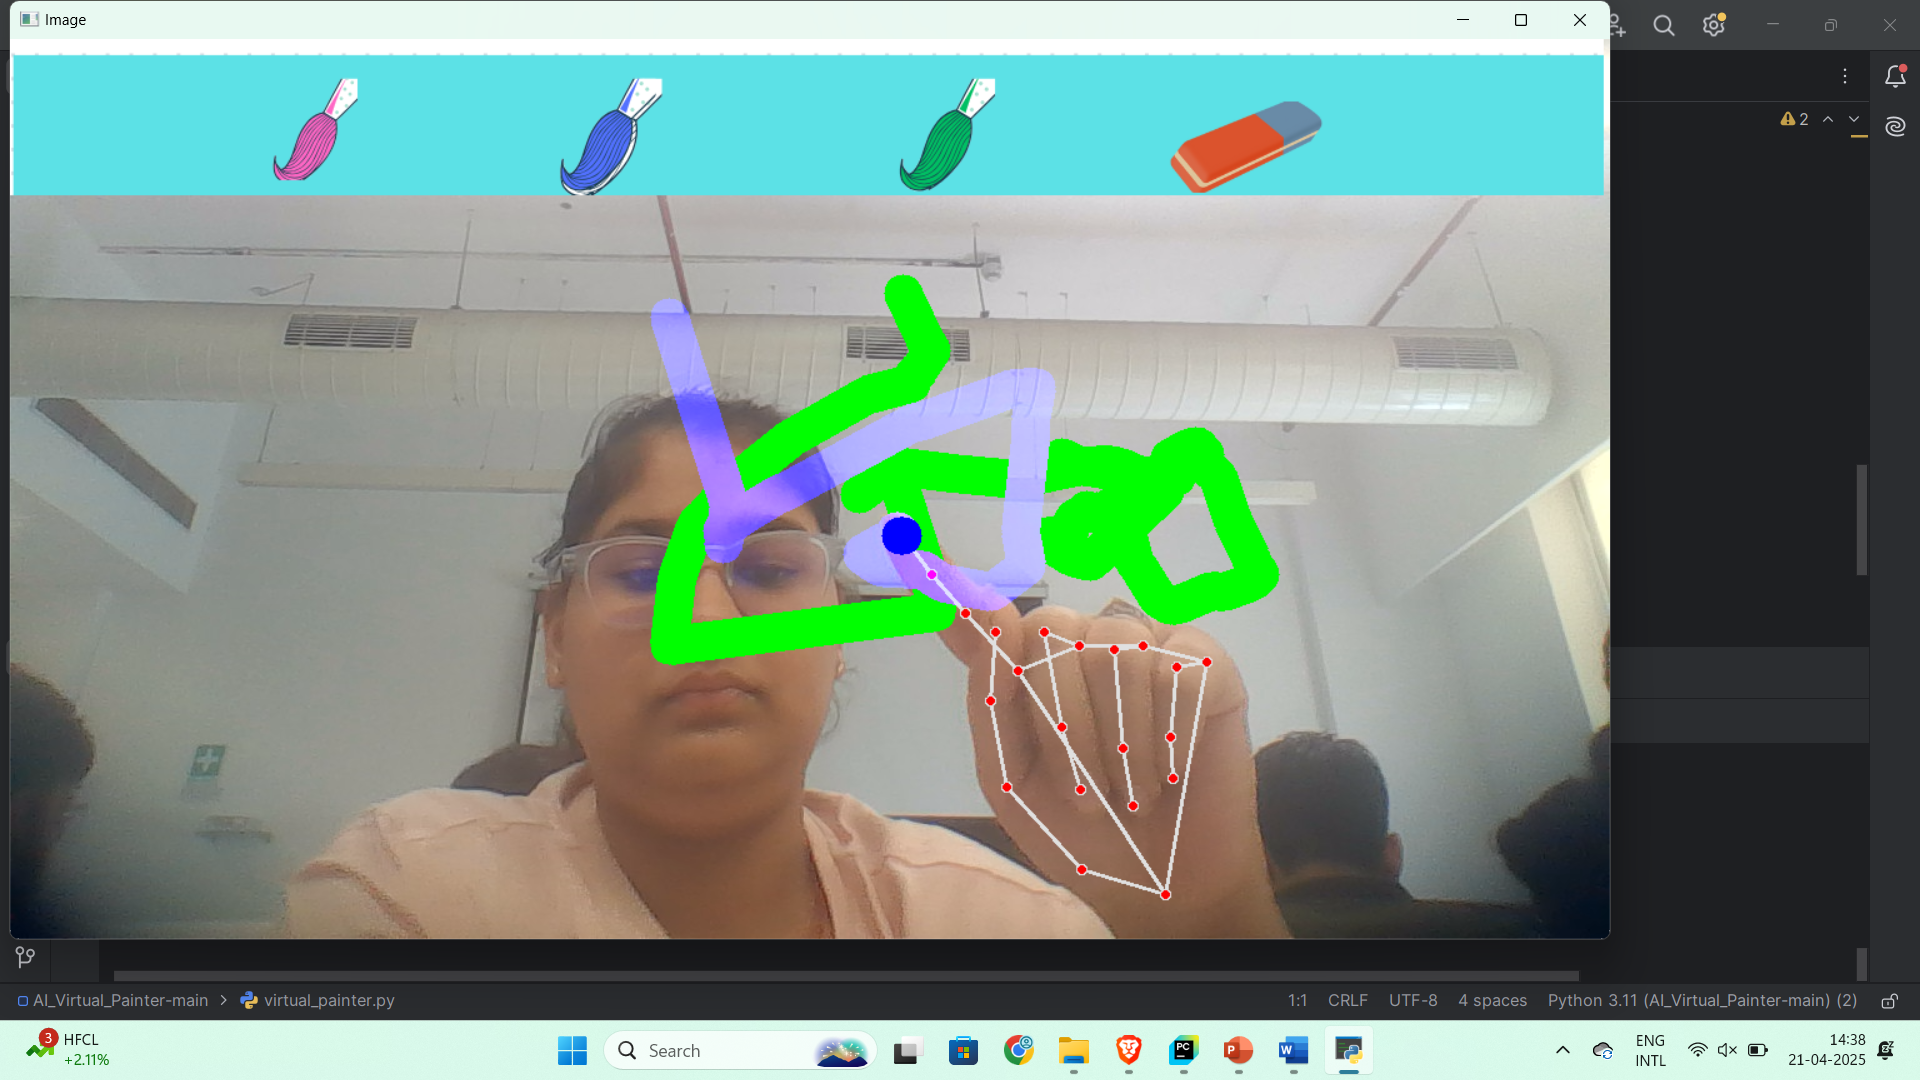 Image
2
AI_Virtual_Painter-main > virtual_painter.py
1:1 CRLF UTF-8 4 spaces Python 3.11 (AI_Virtual_Painter-main) (2)
3
HFCL
+2.11%
Search
PC
P
W
ENG
INTL
14:38
21-04-2025